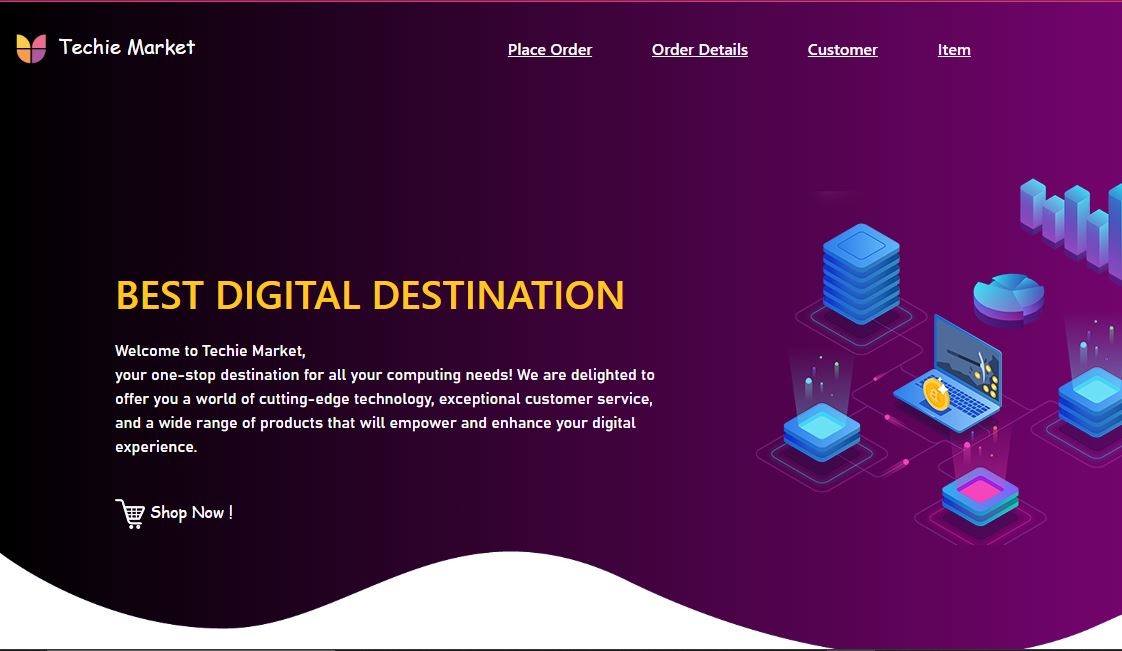 Techie Market
Place Order
Order Details
Customer
Item
BEST DIGITAL DESTINATION
Welcome to Techie Market,
your one-stop destination for all your computing needs! We are delighted to
offer you a world of cutting-edge technology, exceptional customer service,
and a wide range of products that will empower and enhance your digital
experience.
Shop Now !